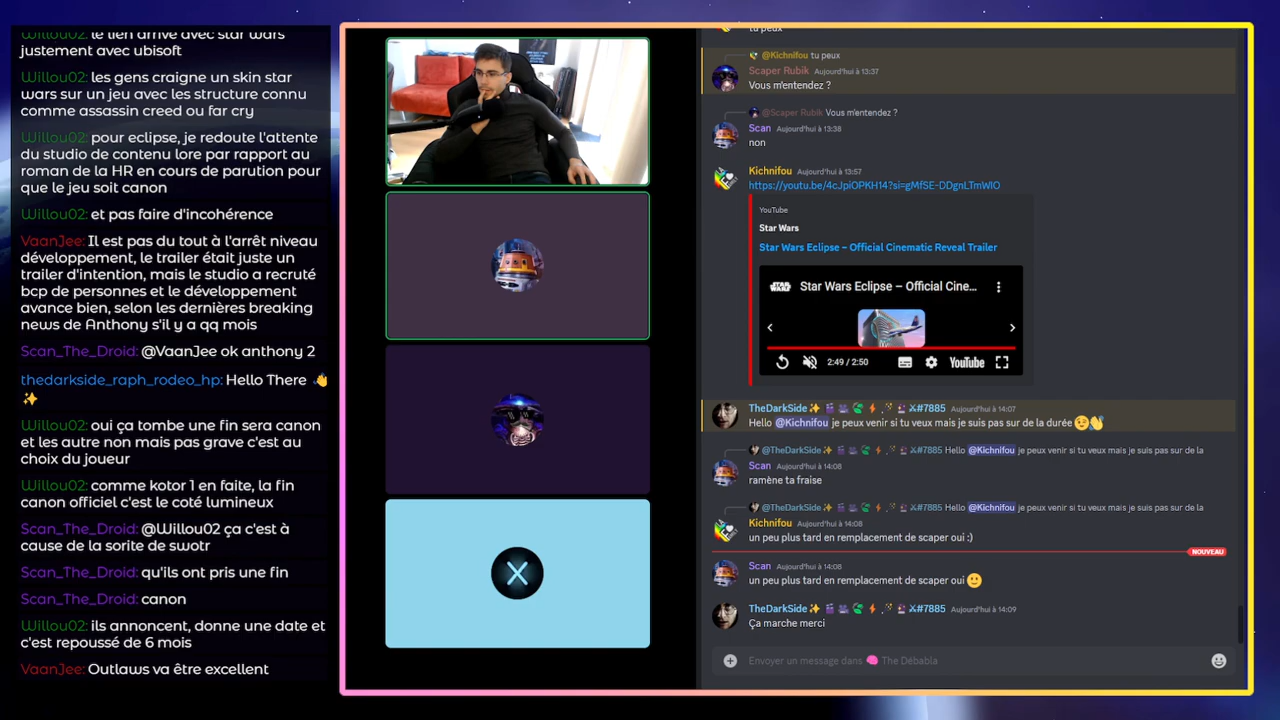 Willou02: le lien arrive avec star wars
justement avec ubisoft
Willou02: les gens craigne un skin star
wars sur un jeu avec les structure connu
comme assassin creed ou far cry
Willou02: pour eclipse, je redoute l'attente
du studio de contenu lore par rapport au
roman de la HR en cours de parution pour
que le jeu soit canon
Willou02: et pas faire d'incohérence
VaanJee: Il est pas du tout à l'arrêt niveau
développement, le trailer était juste un
trailer d'intention, mais le studio a recruté
bcp de personnes et le développement
avance bien, selon les dernières breaking
news de Anthony s'il y a qq mois
Scan_The_Droid: @VaanJee ok anthony 2
thedarkside_raph_rodeo_hp: Hello There 👋
✨
Willou02: oui ça tombe une fin sera canon
et les autre non mais pas grave c'est au
choix du joueur
Willou02: comme kotor 1 en faite, la fin
canon officiel c'est le coté lumineux
Scan_The_Droid: @Willou02 ça c'est à
cause de la sorite de swotr
Scan_The_Droid: qu'ils ont pris une fin
Scan_The_Droid: canon
Willou02: ils annoncent, donne une date et
c'est repoussé de 6 mois
VaanJee: Outlaws va être excellent
X
tu peux
@Kichnifou tu peux
Scaper Rubik Aujourd'hui à 13:37
Vous m'entendez ?
@Scaper Rubik Vous m'entendez ?
Scan Aujourd'hui à 13:38
non
Kichnifou Aujourd'hui à 13:57
https://youtu.be/4cJpiOPKH14?si=gMfSE-DDgnLTmWIO
YouTube
Star Wars
Star Wars Eclipse – Official Cinematic Reveal Trailer
STAR WARS Star Wars Eclipse – Official Cine...
2:49 / 2:50 YouTube
TheDarkSide✨ #7885 Aujourd'hui à 14:07
Hello @Kichnifou je peux venir si tu veux mais je suis pas sur de la durée 😉👋
@TheDarkSide✨ #7885 Hello @Kichnifou je peux venir si tu veux mais je suis pas sur de la
Scan Aujourd'hui à 14:08
ramène ta fraise
@TheDarkSide✨ #7885 Hello @Kichnifou je peux venir si tu veux mais je suis pas sur de la
Kichnifou Aujourd'hui à 14:08
un peu plus tard en remplacement de scaper oui :)
NOUVEAU
Scan Aujourd'hui à 14:08
un peu plus tard en remplacement de scaper oui 🙂
TheDarkSide✨ #7885 Aujourd'hui à 14:09
Ça marche merci
Envoyer un message dans 🧠 The Débabla